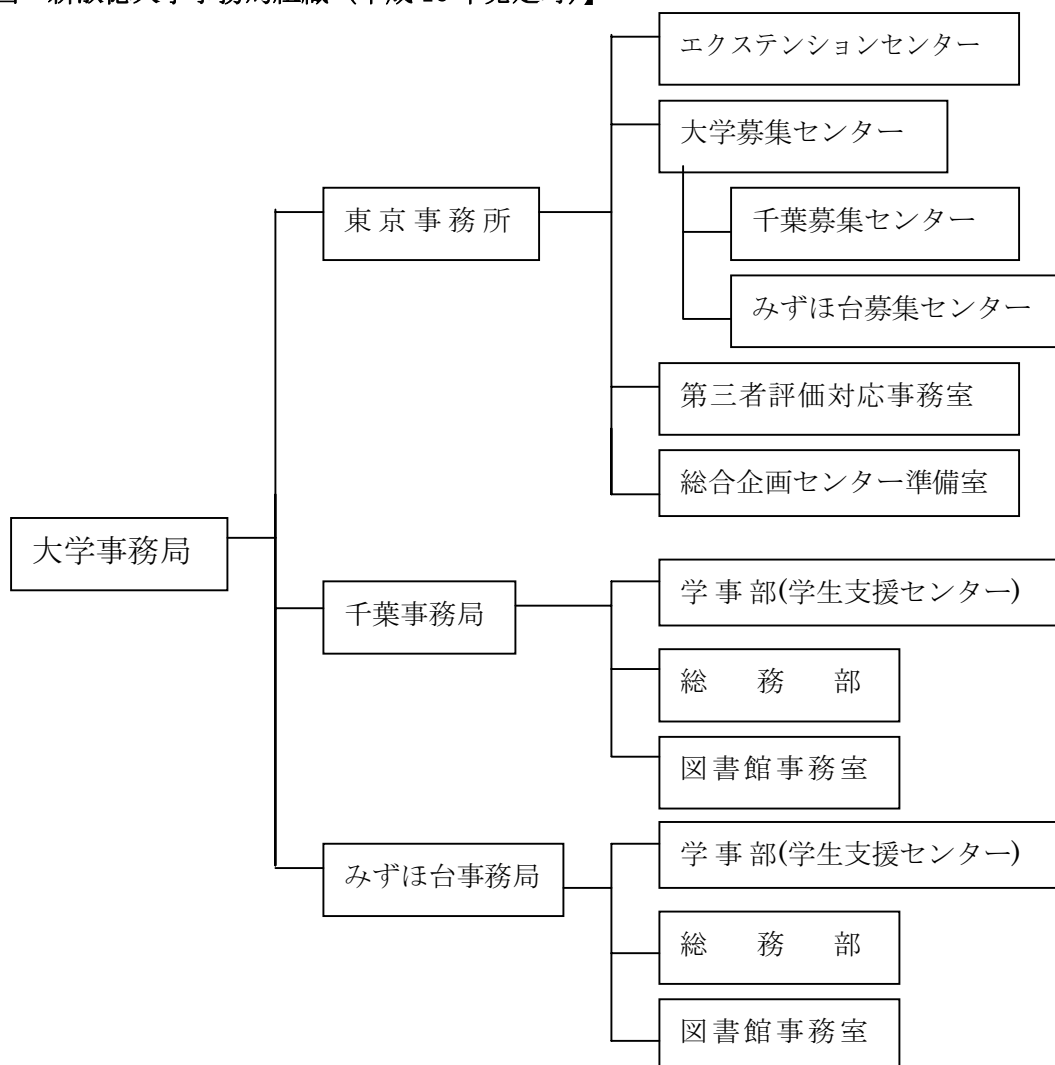 エクステンションセンター
大学募集センター
東京事務所
千葉募集センター
みずほ台募集センター
第三者評価対応事務室
総合企画センター準備室
大学事務局
学事部(学生支援センター)
千葉事務局
総務部
図書館事務室
学事部(学生支援センター)
みずほ台事務局
総務部
図書館事務室